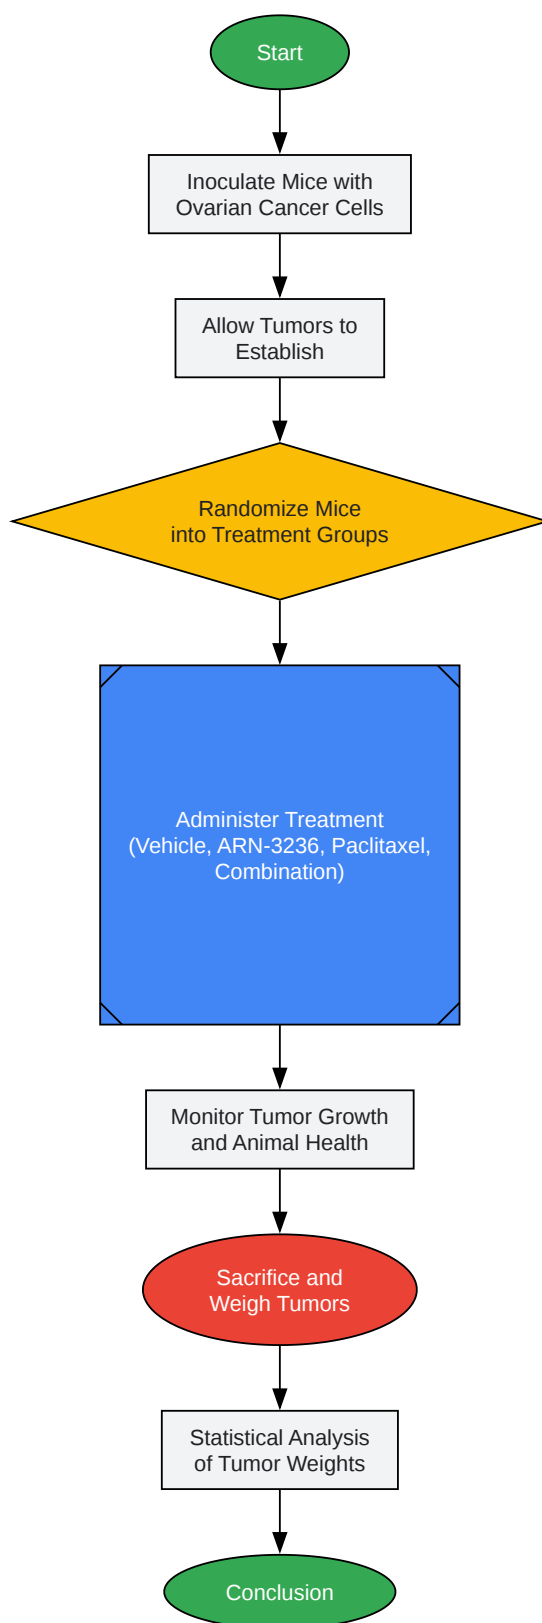 Start
Inoculate Mice with
Ovarian Cancer Cells
Allow Tumors to
Establish
Randomize Mice
into Treatment Groups
Administer Treatment
(Vehicle, ARN-3236, Paclitaxel,
Combination)
Monitor Tumor Growth
and Animal Health
Sacrifice and
Weigh Tumors
Statistical Analysis
of Tumor Weights
Conclusion